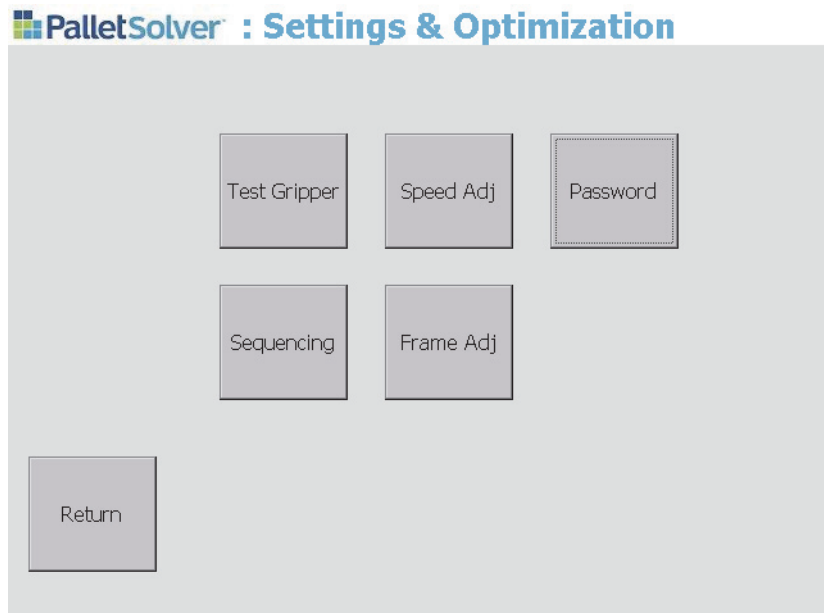 PalletSolver : Settings & Optimization
Test Gripper
Speed Adj
Password
Sequencing
Frame Adj
Return